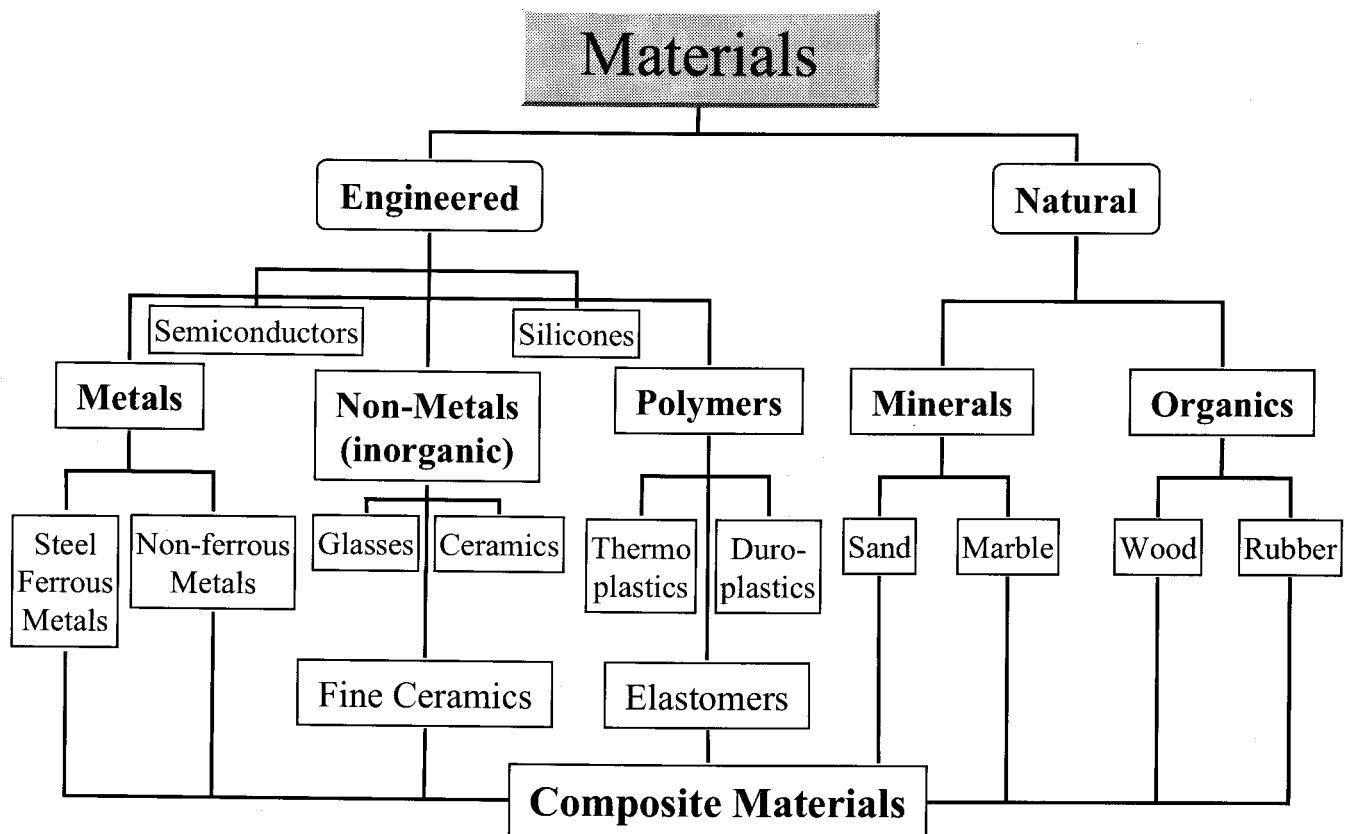 Materials
Engineered
Natural
Semiconductors
Silicones
Metals
Non-Metals
(inorganic)
Polymers
Minerals
Organics
Steel
Ferrous
Metals
Non-ferrous
Metals
Glasses
Ceramics
Thermo
plastics
Duro-
plastics
Sand
Marble
Wood
Rubber
Fine Ceramics
Elastomers
Composite Materials